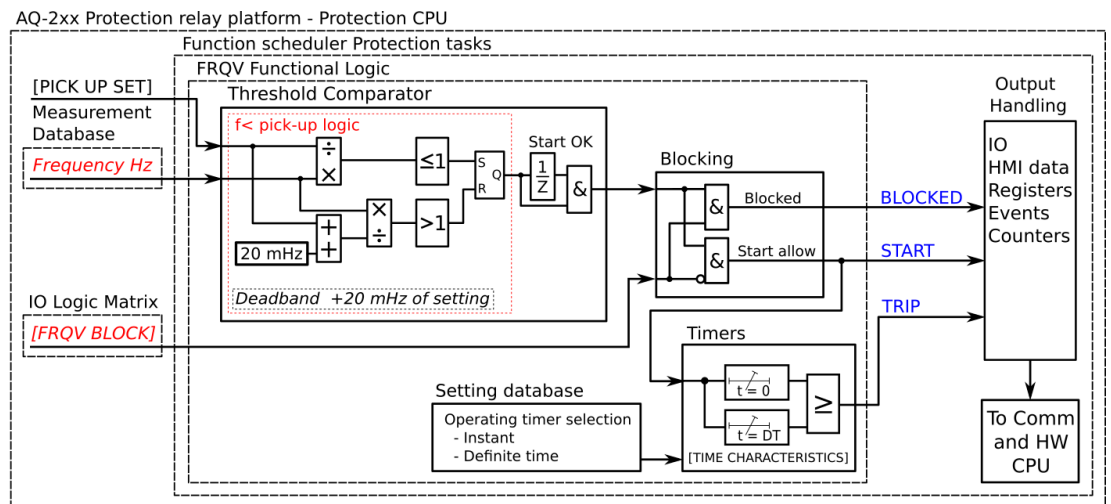 AQ-2xx Protection relay platform - Protection CPU
Function scheduler Protection tasks
FRQV Functional Logic
[PICK UP SET]
Measurement
Database
Frequency Hz
Threshold Comparator
f< pick-up logic
÷
×
≤1
S
Q
R
Start OK
1
Z
&
×
÷
>1
+
+
20 mHz
Deadband +20 mHz of setting
IO Logic Matrix
[FRQV BLOCK]
Blocking
&
Blocked
&
Start allow
BLOCKED
START
TRIP
Output
Handling
IO
HMI data
Registers
Events
Counters
Timers
t = 0
t = DT
≥
[TIME CHARACTERISTICS]
Setting database
Operating timer selection
- Instant
- Definite time
To Comm
and HW
CPU